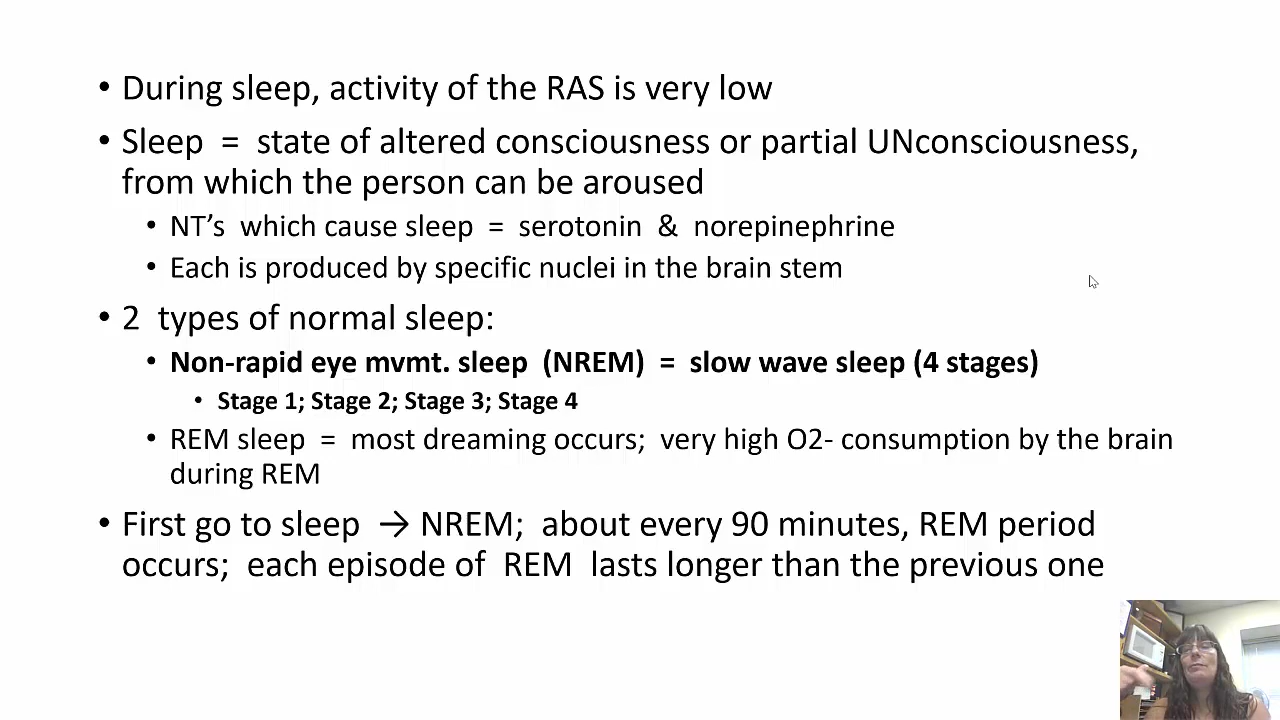 • During sleep, activity of the RAS is very low
• Sleep = state of altered consciousness or partial UNconsciousness,
from which the person can be aroused
• NT’s which cause sleep = serotonin & norepinephrine
• Each is produced by specific nuclei in the brain stem
• 2 types of normal sleep:
• Non-rapid eye mvmt. sleep (NREM) = slow wave sleep (4 stages)
• Stage 1; Stage 2; Stage 3; Stage 4
• REM sleep = most dreaming occurs; very high O2- consumption by the brain
during REM
• First go to sleep → NREM; about every 90 minutes, REM period
occurs; each episode of REM lasts longer than the previous one